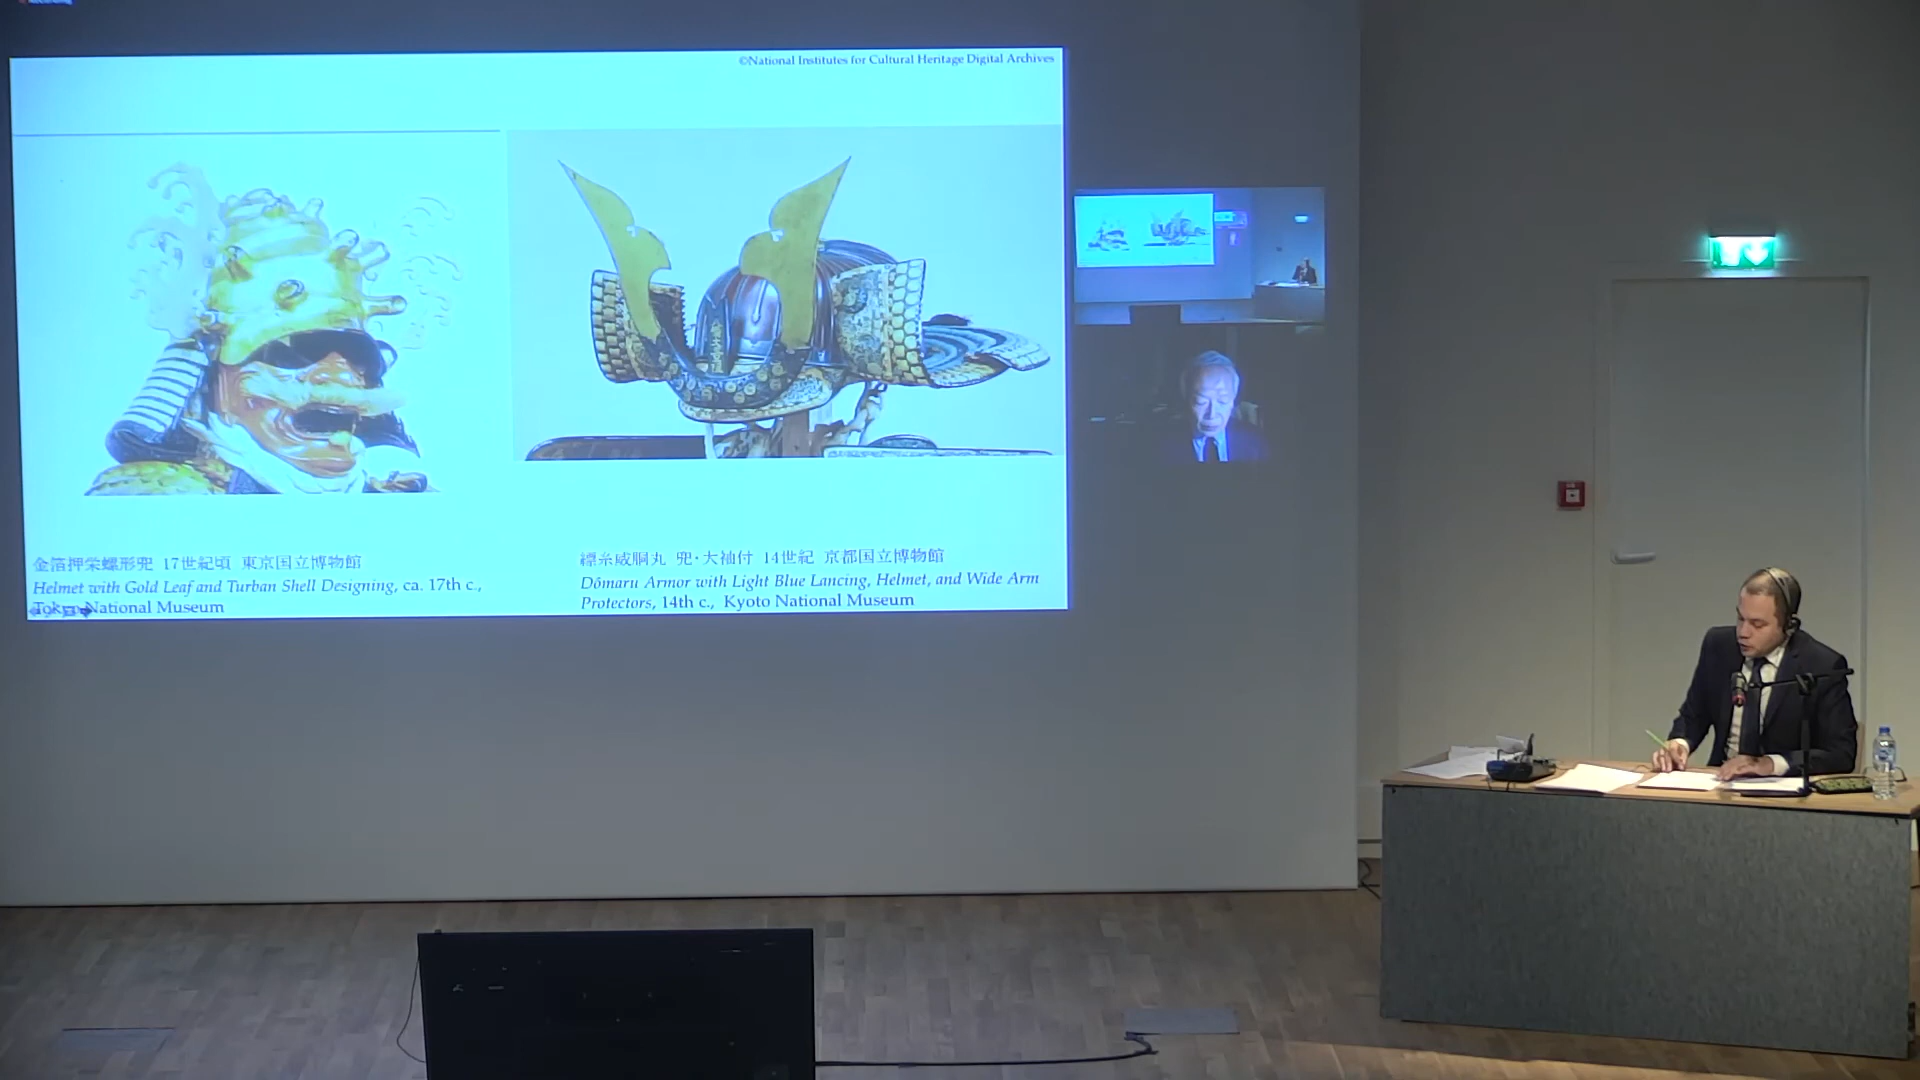 ©National Institutes for Cultural Heritage Digital Archives
金箔押栄螺形兜 17世紀頃 東京国立博物館
Helmet with Gold Leaf and Turban Shell Designing, ca. 17th c.,
Tokyo National Museum
縹糸威胴丸 兜・大袖付 14世紀 京都国立博物館
Dōmaru Armor with Light Blue Lancing, Helmet, and Wide Arm
Protectors, 14th c., Kyoto National Museum